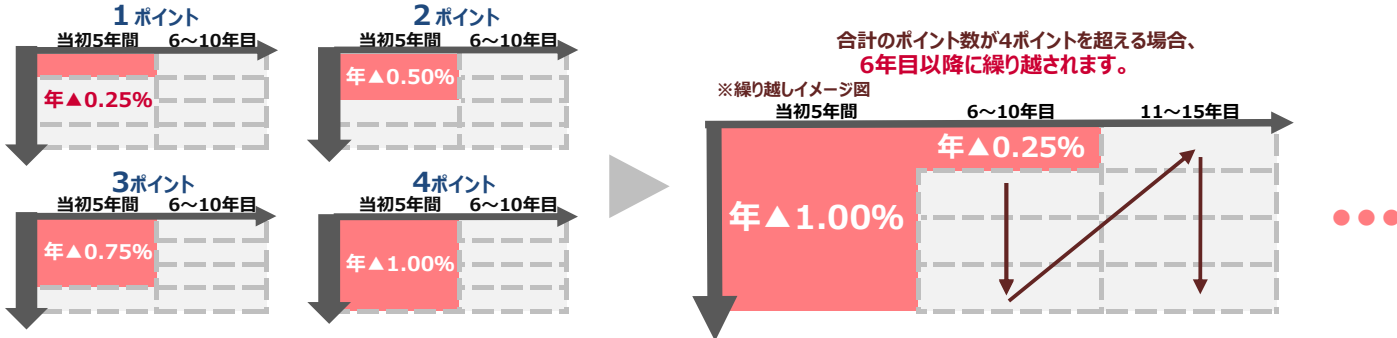 1 ポイント
当初5年間 6～10年目
年▲0.25%
2 ポイント
当初5年間 6～10年目
年▲0.50%
3ポイント
当初5年間 6～10年目
年▲0.75%
4ポイント
当初5年間 6～10年目
年▲1.00%
合計のポイント数が4ポイントを超える場合、
6年目以降に繰り越されます。
※繰り越しイメージ図
当初5年間 6～10年目 11～15年目
年▲0.25%
年▲1.00%